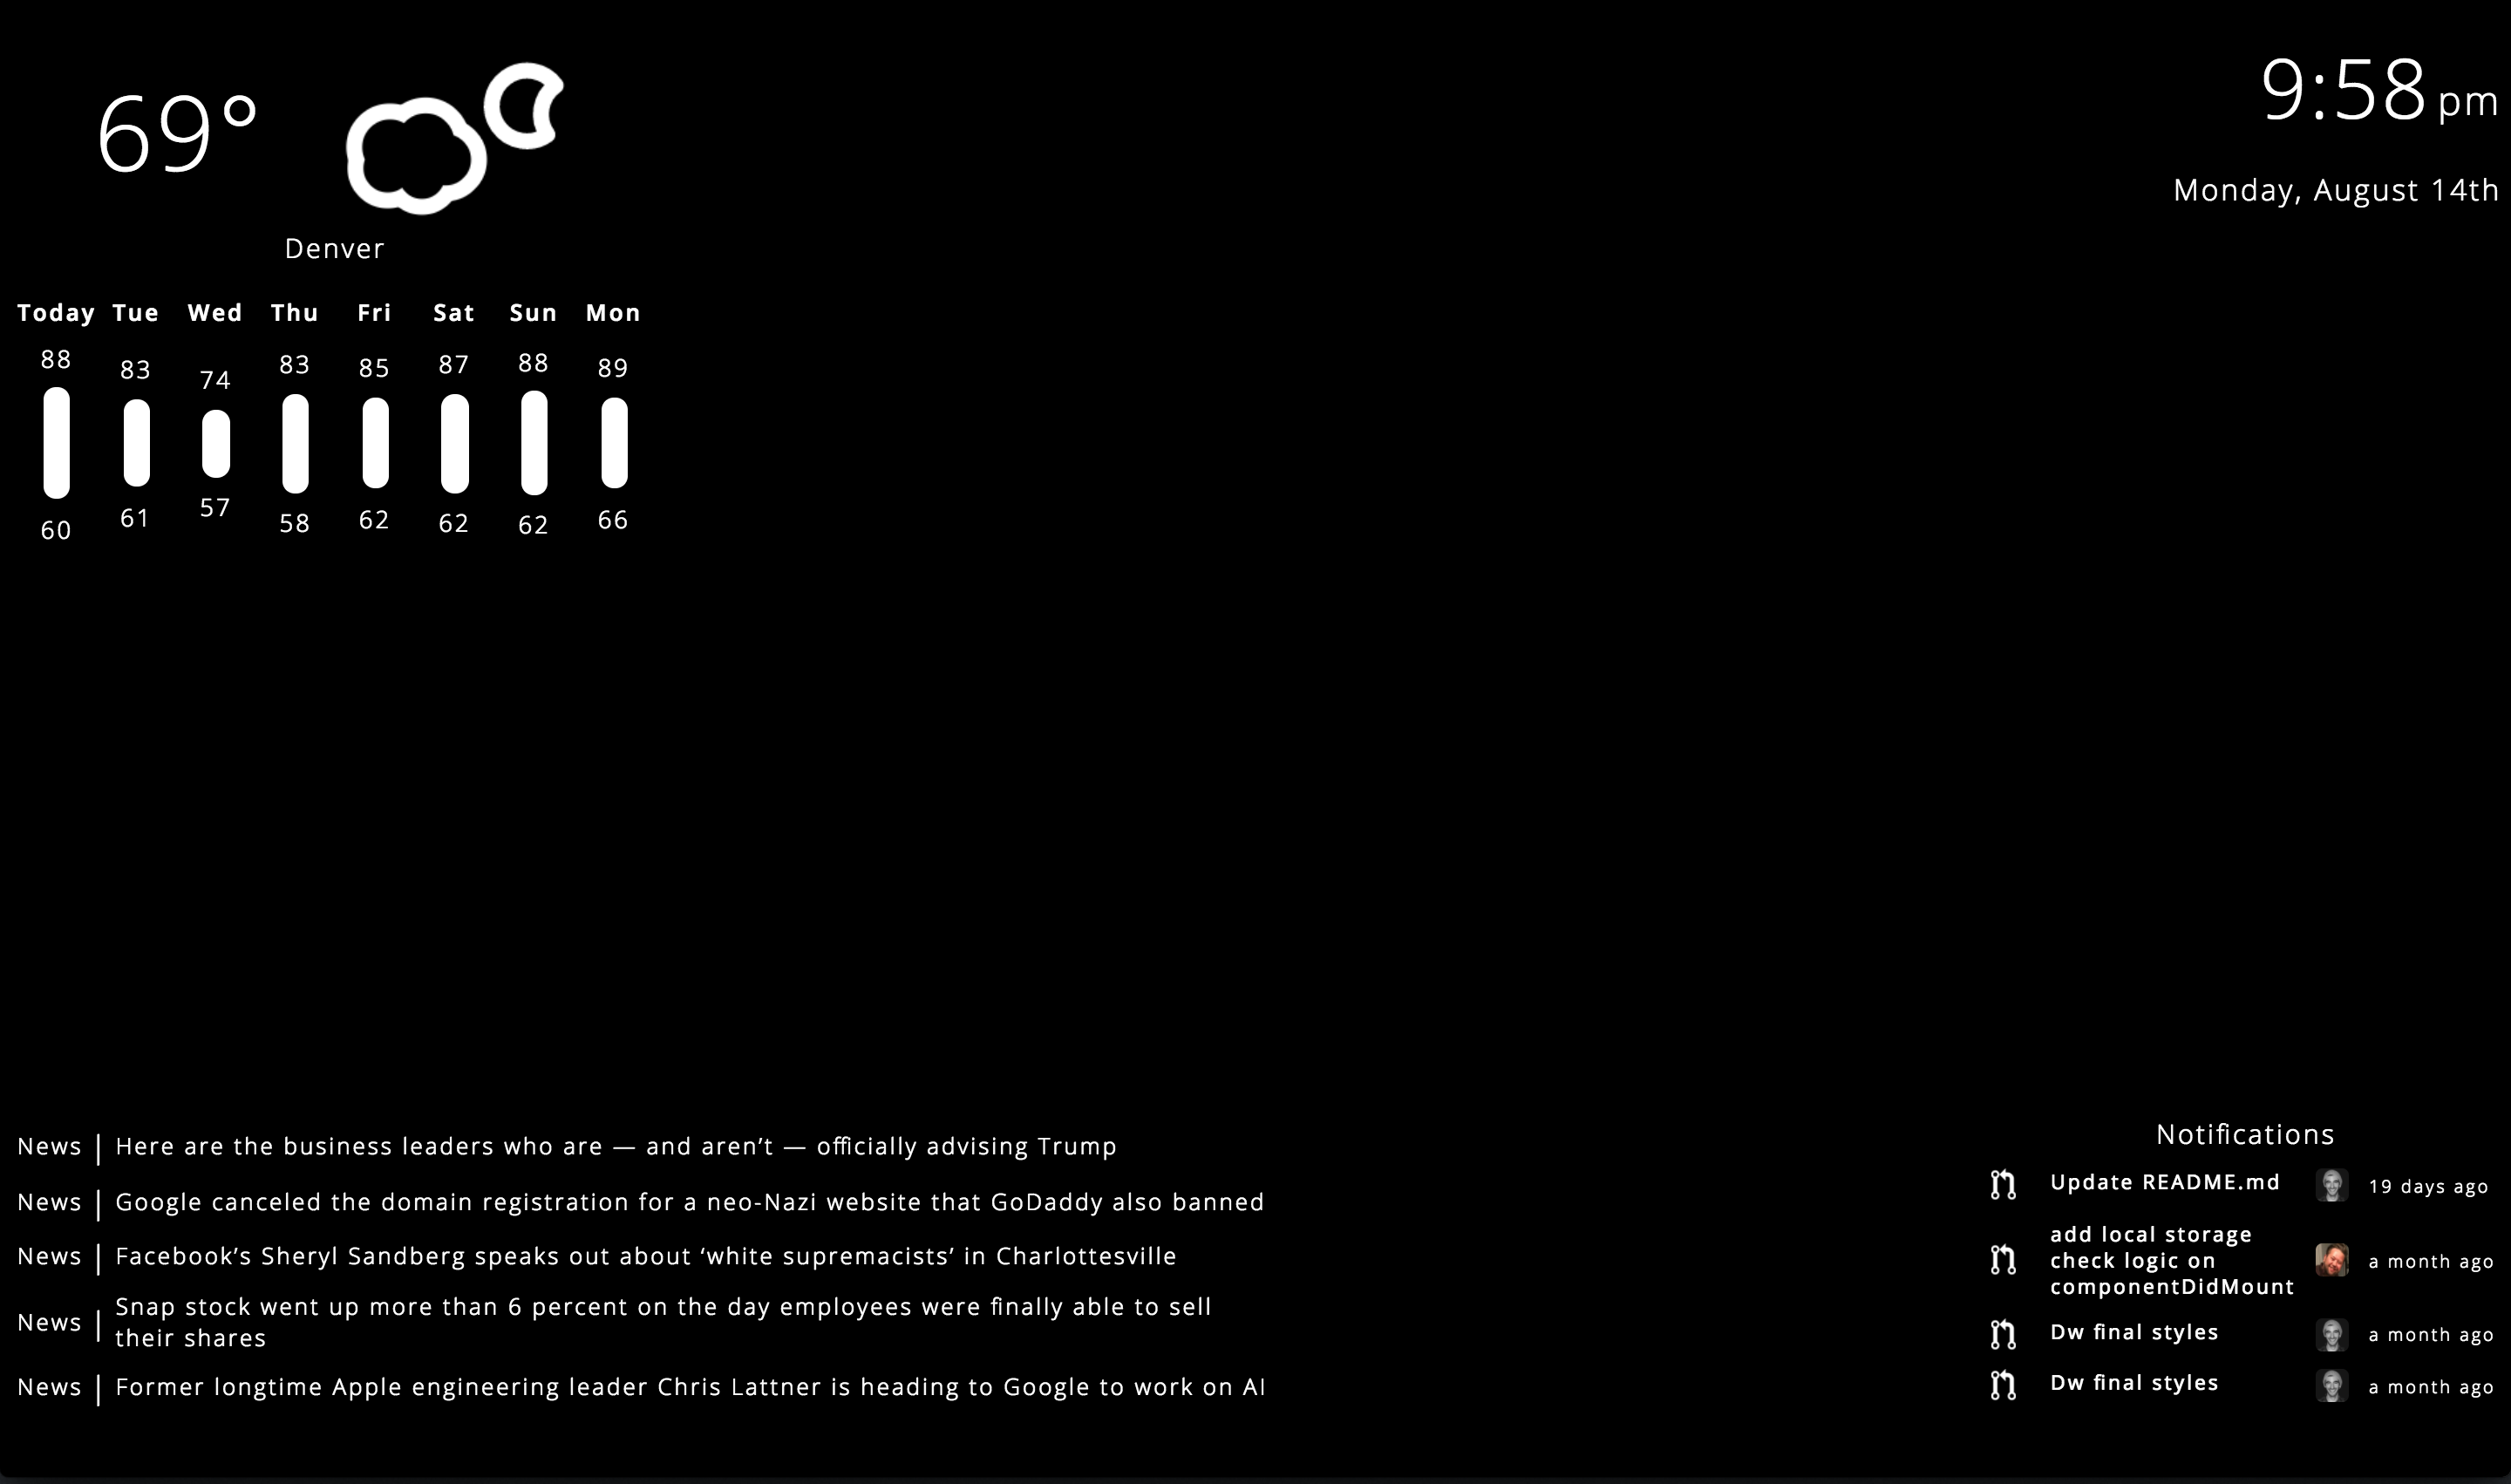 69°
9:58 pm
Monday, August 14th
Denver
Today Tue Wed Thu Fri Sat Sun Mon
88 83 74 83 85 87 88 89
60 61 57 58 62 62 62 66
News | Here are the business leaders who are — and aren’t — officially advising Trump
News | Google canceled the domain registration for a neo-Nazi website that GoDaddy also banned
News | Facebook’s Sheryl Sandberg speaks out about ‘white supremacists’ in Charlottesville
News | Snap stock went up more than 6 percent on the day employees were finally able to sell
their shares
News | Former longtime Apple engineering leader Chris Lattner is heading to Google to work on AI
Notifications
Update README.md 19 days ago
add local storage
check logic on a month ago
componentDidMount
Dw final styles a month ago
Dw final styles a month ago